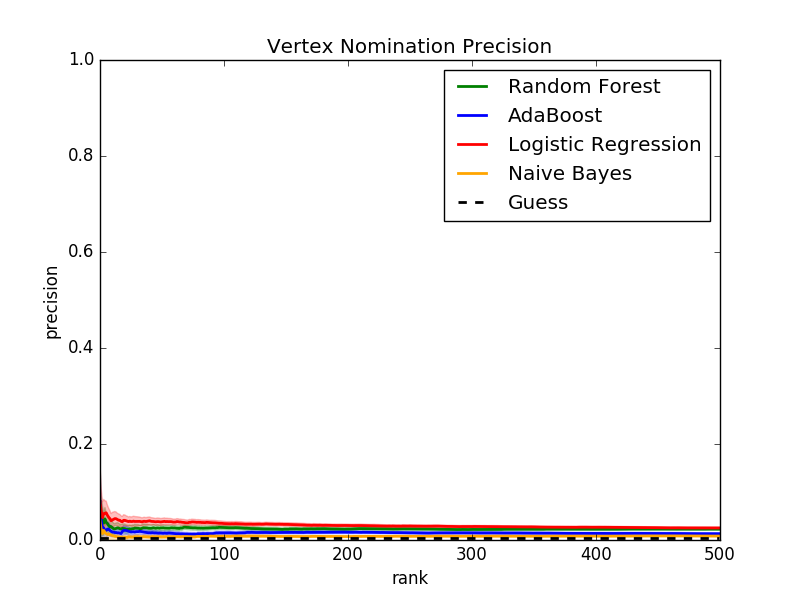 Vertex Nomination Precision
1.0
0.8
0.6
0.4
0.2
0.0
precision
Random Forest
AdaBoost
Logistic Regression
Naive Bayes
Guess
0 100 200 300 400 500
rank